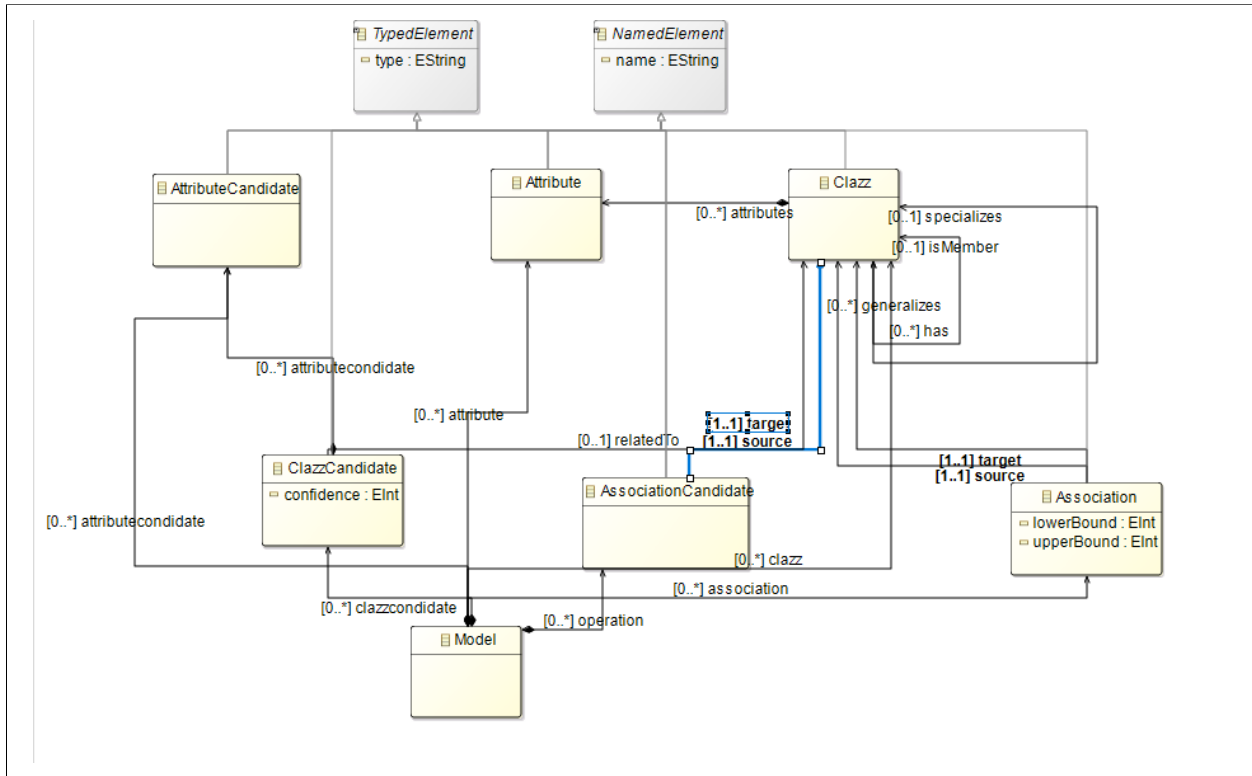 TypedElement
type : EString
NamedElement
name : EString
AttributeCandidate
Attribute
Clazz
[0..*] attributes
[0..1] specializes
[0..1] isMember
[0..*] generalizes
[0..*] has
[0..*] attributecondidate
[0..*] attribute
[1..1] targe
[0..1] relatedTo
[1..1] source
[1..1] target
[1..1] source
ClazzCandidate
confidence : EInt
AssociationCandidate
Association
lowerBound : EInt
upperBound : EInt
[0..*] attributecondidate
[0..*] clazz
[0..*] association
[0..*] clazzcondidate
[0..*] operation
Model